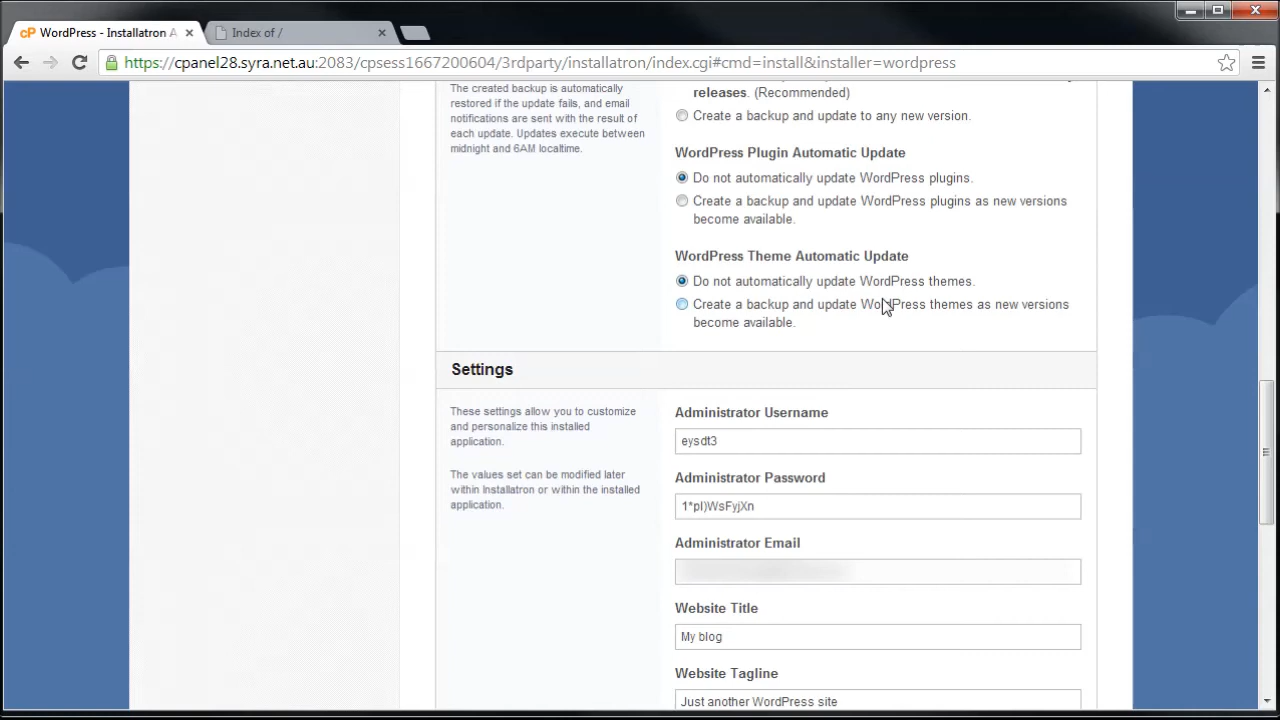 cP WordPress - Installatron A
Index of /
https://cpanel28.syra.net.au:2083/cpsess1667200604/3rdparty/installatron/index.cgi#cmd=install&installer=wordpress
The created backup is automatically
restored if the update fails, and email
notifications are sent with the result of
each update. Updates execute between
midnight and 6AM localtime.
releases. (Recommended)
Create a backup and update to any new version.
WordPress Plugin Automatic Update
Do not automatically update WordPress plugins.
Create a backup and update WordPress plugins as new versions
become available.
WordPress Theme Automatic Update
Do not automatically update WordPress themes.
Create a backup and update WordPress themes as new versions
become available.
Settings
These settings allow you to customize
and personalize this installed
application.
The values set can be modified later
within Installatron or within the installed
application.
Administrator Username
eysdt3
Administrator Password
1*pI)WsFyjXn
Administrator Email
Website Title
My blog
Website Tagline
Just another WordPress site